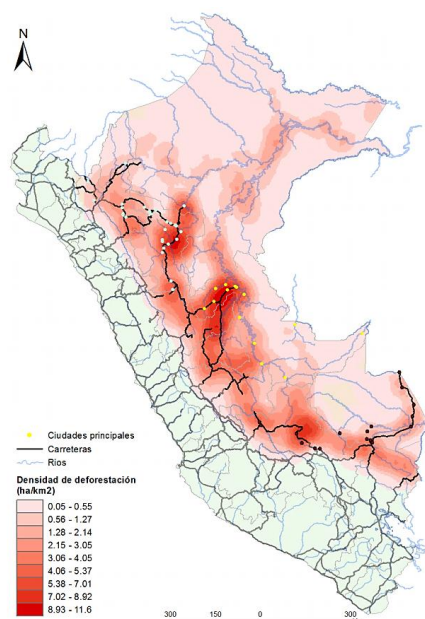 N
Ciudades principales
Carreteras
Rios
Densidad de deforestación
(ha/km2)
0.05 - 0.55
0.56 - 1.27
1.28 - 2.14
2.15 - 3.05
3.06 - 4.05
4.06 - 5.37
5.38 - 7.01
7.02 - 8.92
8.93 - 11.6
300 150 0 300